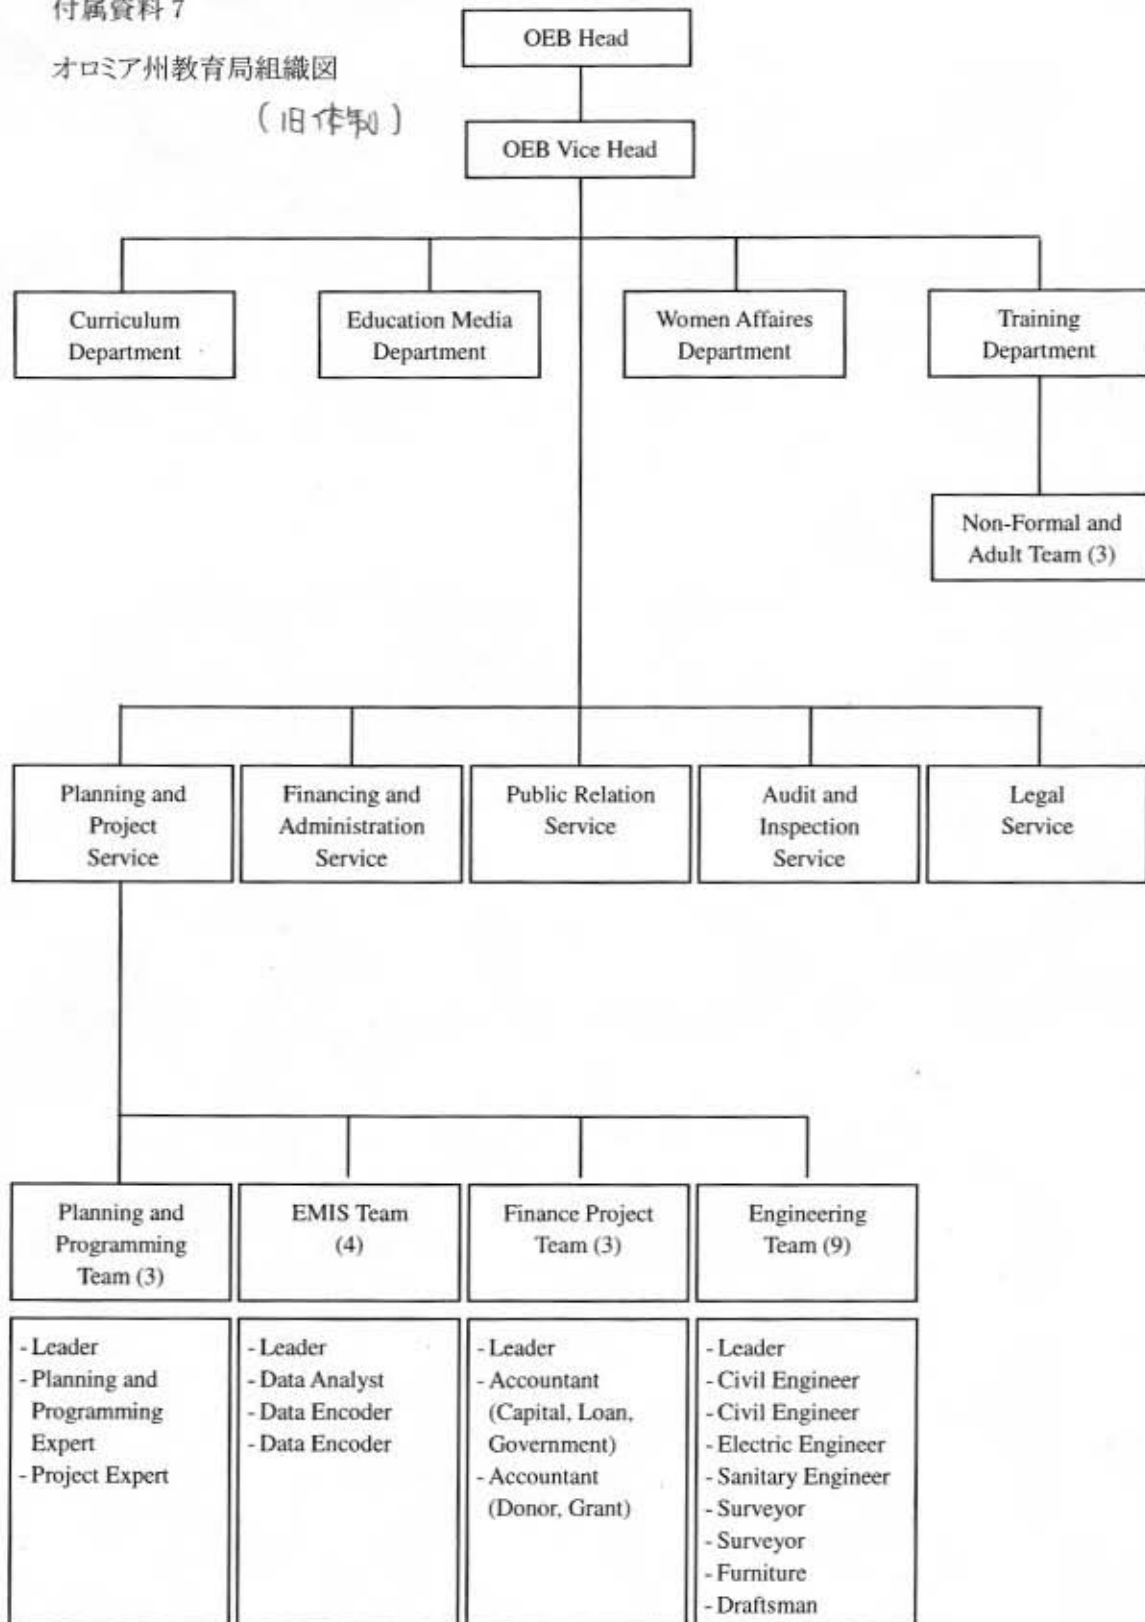 付属資料 7
オロミア州教育局組織図
(旧体制)
OEB Head
OEB Vice Head
Curriculum
Department
Education Media
Department
Women Affaires
Department
Training
Department
Non-Formal and
Adult Team (3)
Planning and
Project
Service
Financing and
Administration
Service
Public Relation
Service
Audit and
Inspection
Service
Legal
Service
Planning and
Programming
Team (3)
EMIS Team
(4)
Finance Project
Team (3)
Engineering
Team (9)
- Leader
- Planning and
Programming
Expert
- Project Expert
- Leader
- Data Analyst
- Data Encoder
- Data Encoder
- Leader
- Accountant
(Capital, Loan,
Government)
- Accountant
(Donor, Grant)
- Leader
- Civil Engineer
- Civil Engineer
- Electric Engineer
- Sanitary Engineer
- Surveyor
- Surveyor
- Furniture
- Draftsman